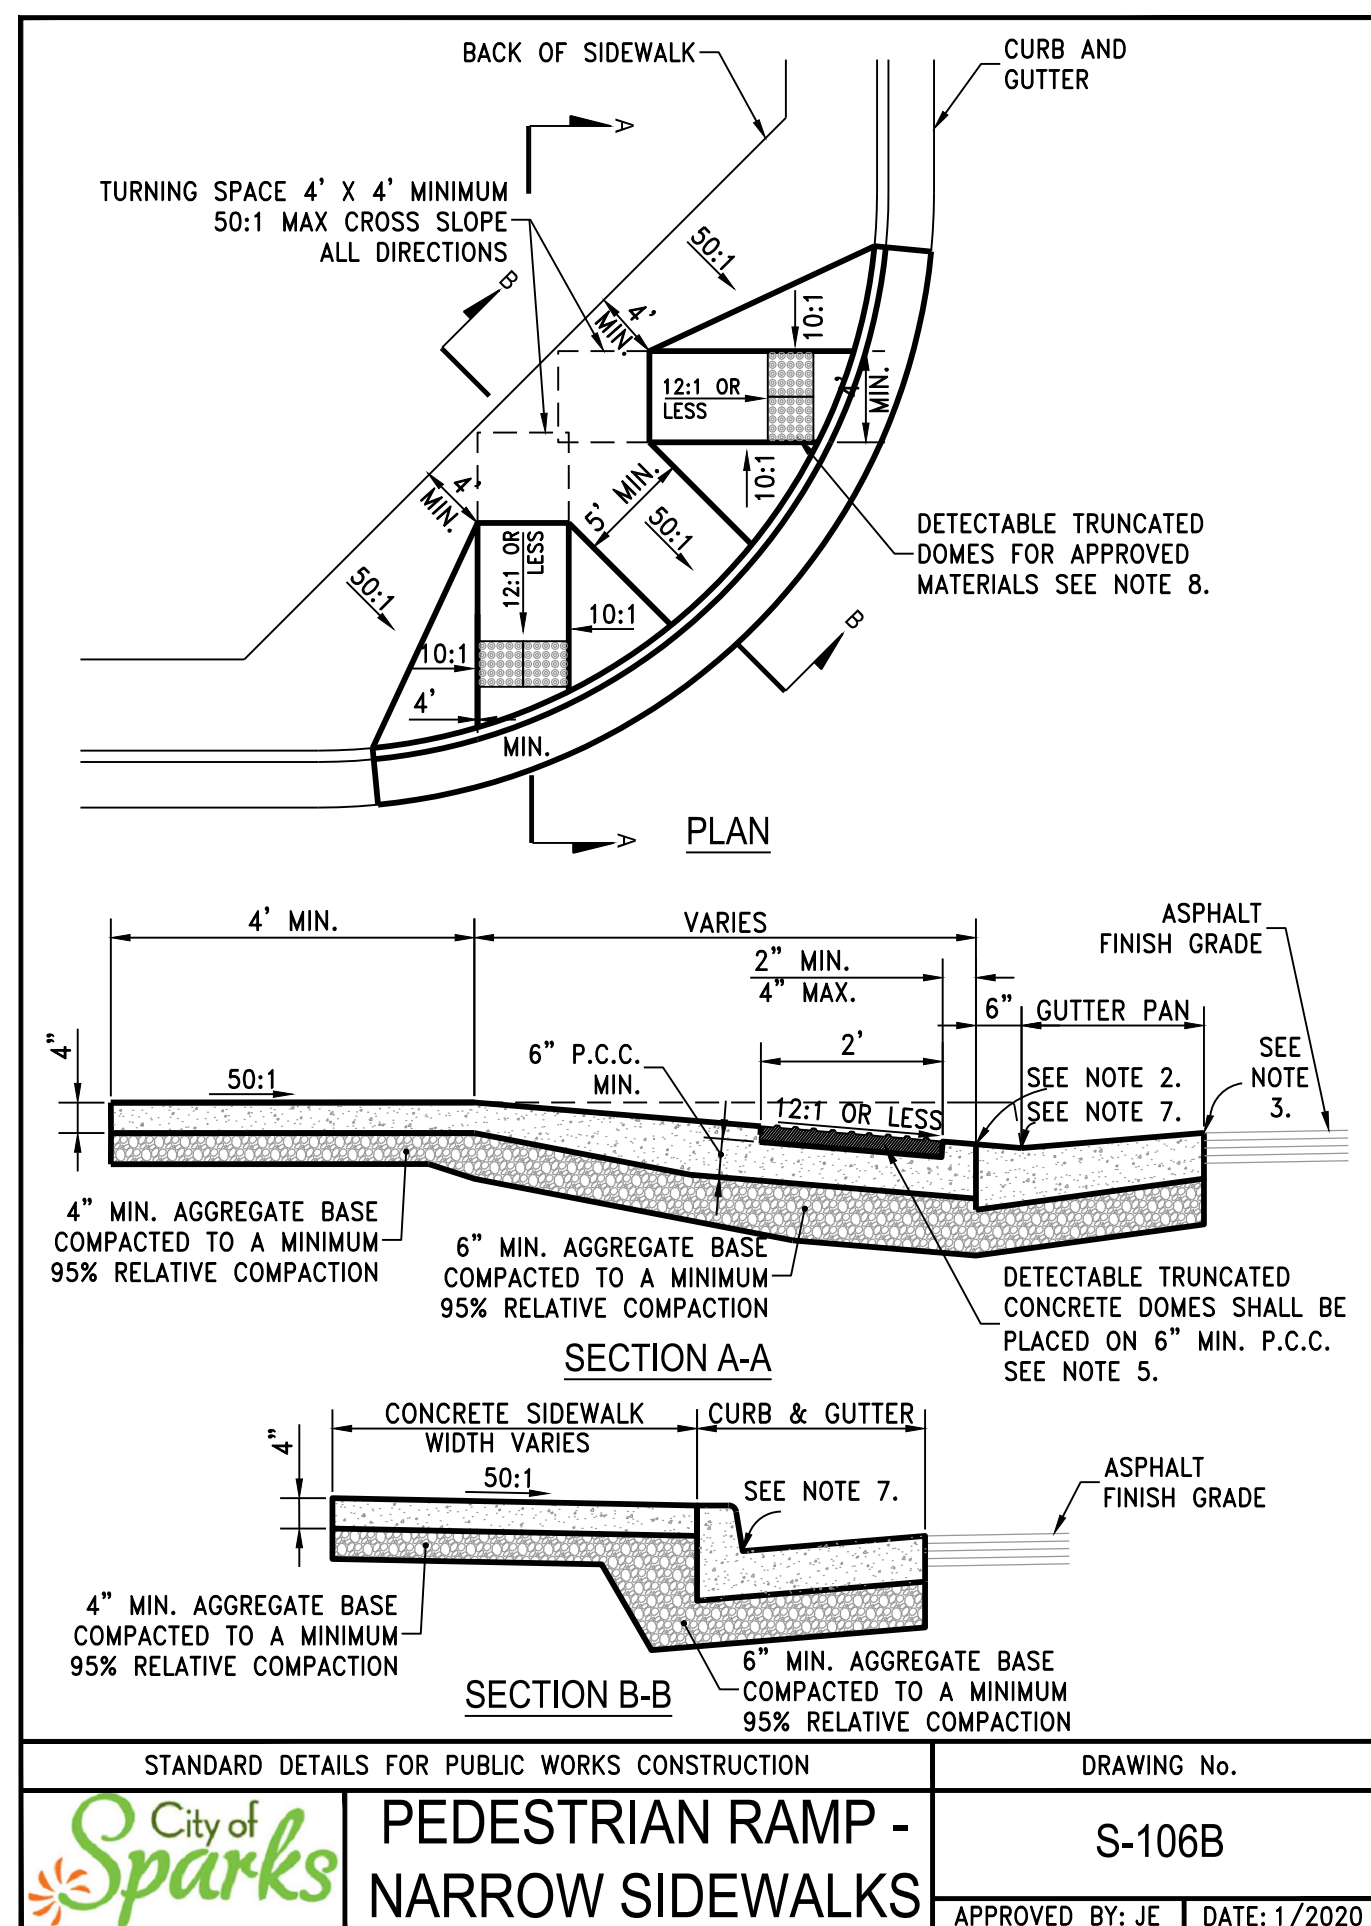 BACK OF SIDEWALK
CURB AND
GUTTER
A
TURNING SPACE 4' X 4' MINIMUM
50:1 MAX CROSS SLOPE
ALL DIRECTIONS
50:1
B
4'
MIN.
10:1
12:1 OR
LESS
4'
MIN.
10:1
4'
MIN.
5' MIN.
50:1
DETECTABLE TRUNCATED
DOMES FOR APPROVED
MATERIALS SEE NOTE 8.
12:1 OR
LESS
50:1
10:1
B
10:1
4'
MIN.
A
PLAN
4' MIN.
VARIES
ASPHALT
FINISH GRADE
2" MIN.
4" MAX.
6"
GUTTER PAN
4"
2'
6" P.C.C.
MIN.
SEE
NOTE
3.
50:1
SEE NOTE 2.
SEE NOTE 7.
12:1 OR LESS
4" MIN. AGGREGATE BASE
COMPACTED TO A MINIMUM
95% RELATIVE COMPACTION
6" MIN. AGGREGATE BASE
COMPACTED TO A MINIMUM
95% RELATIVE COMPACTION
DETECTABLE TRUNCATED
CONCRETE DOMES SHALL BE
PLACED ON 6" MIN. P.C.C.
SEE NOTE 5.
SECTION A-A
CONCRETE SIDEWALK
WIDTH VARIES
CURB & GUTTER
4"
50:1
SEE NOTE 7.
ASPHALT
FINISH GRADE
4" MIN. AGGREGATE BASE
COMPACTED TO A MINIMUM
95% RELATIVE COMPACTION
6" MIN. AGGREGATE BASE
COMPACTED TO A MINIMUM
95% RELATIVE COMPACTION
SECTION B-B
STANDARD DETAILS FOR PUBLIC WORKS CONSTRUCTION
DRAWING No.
City of
Sparks
PEDESTRIAN RAMP -
NARROW SIDEWALKS
S-106B
APPROVED BY: JE
DATE: 1/2020